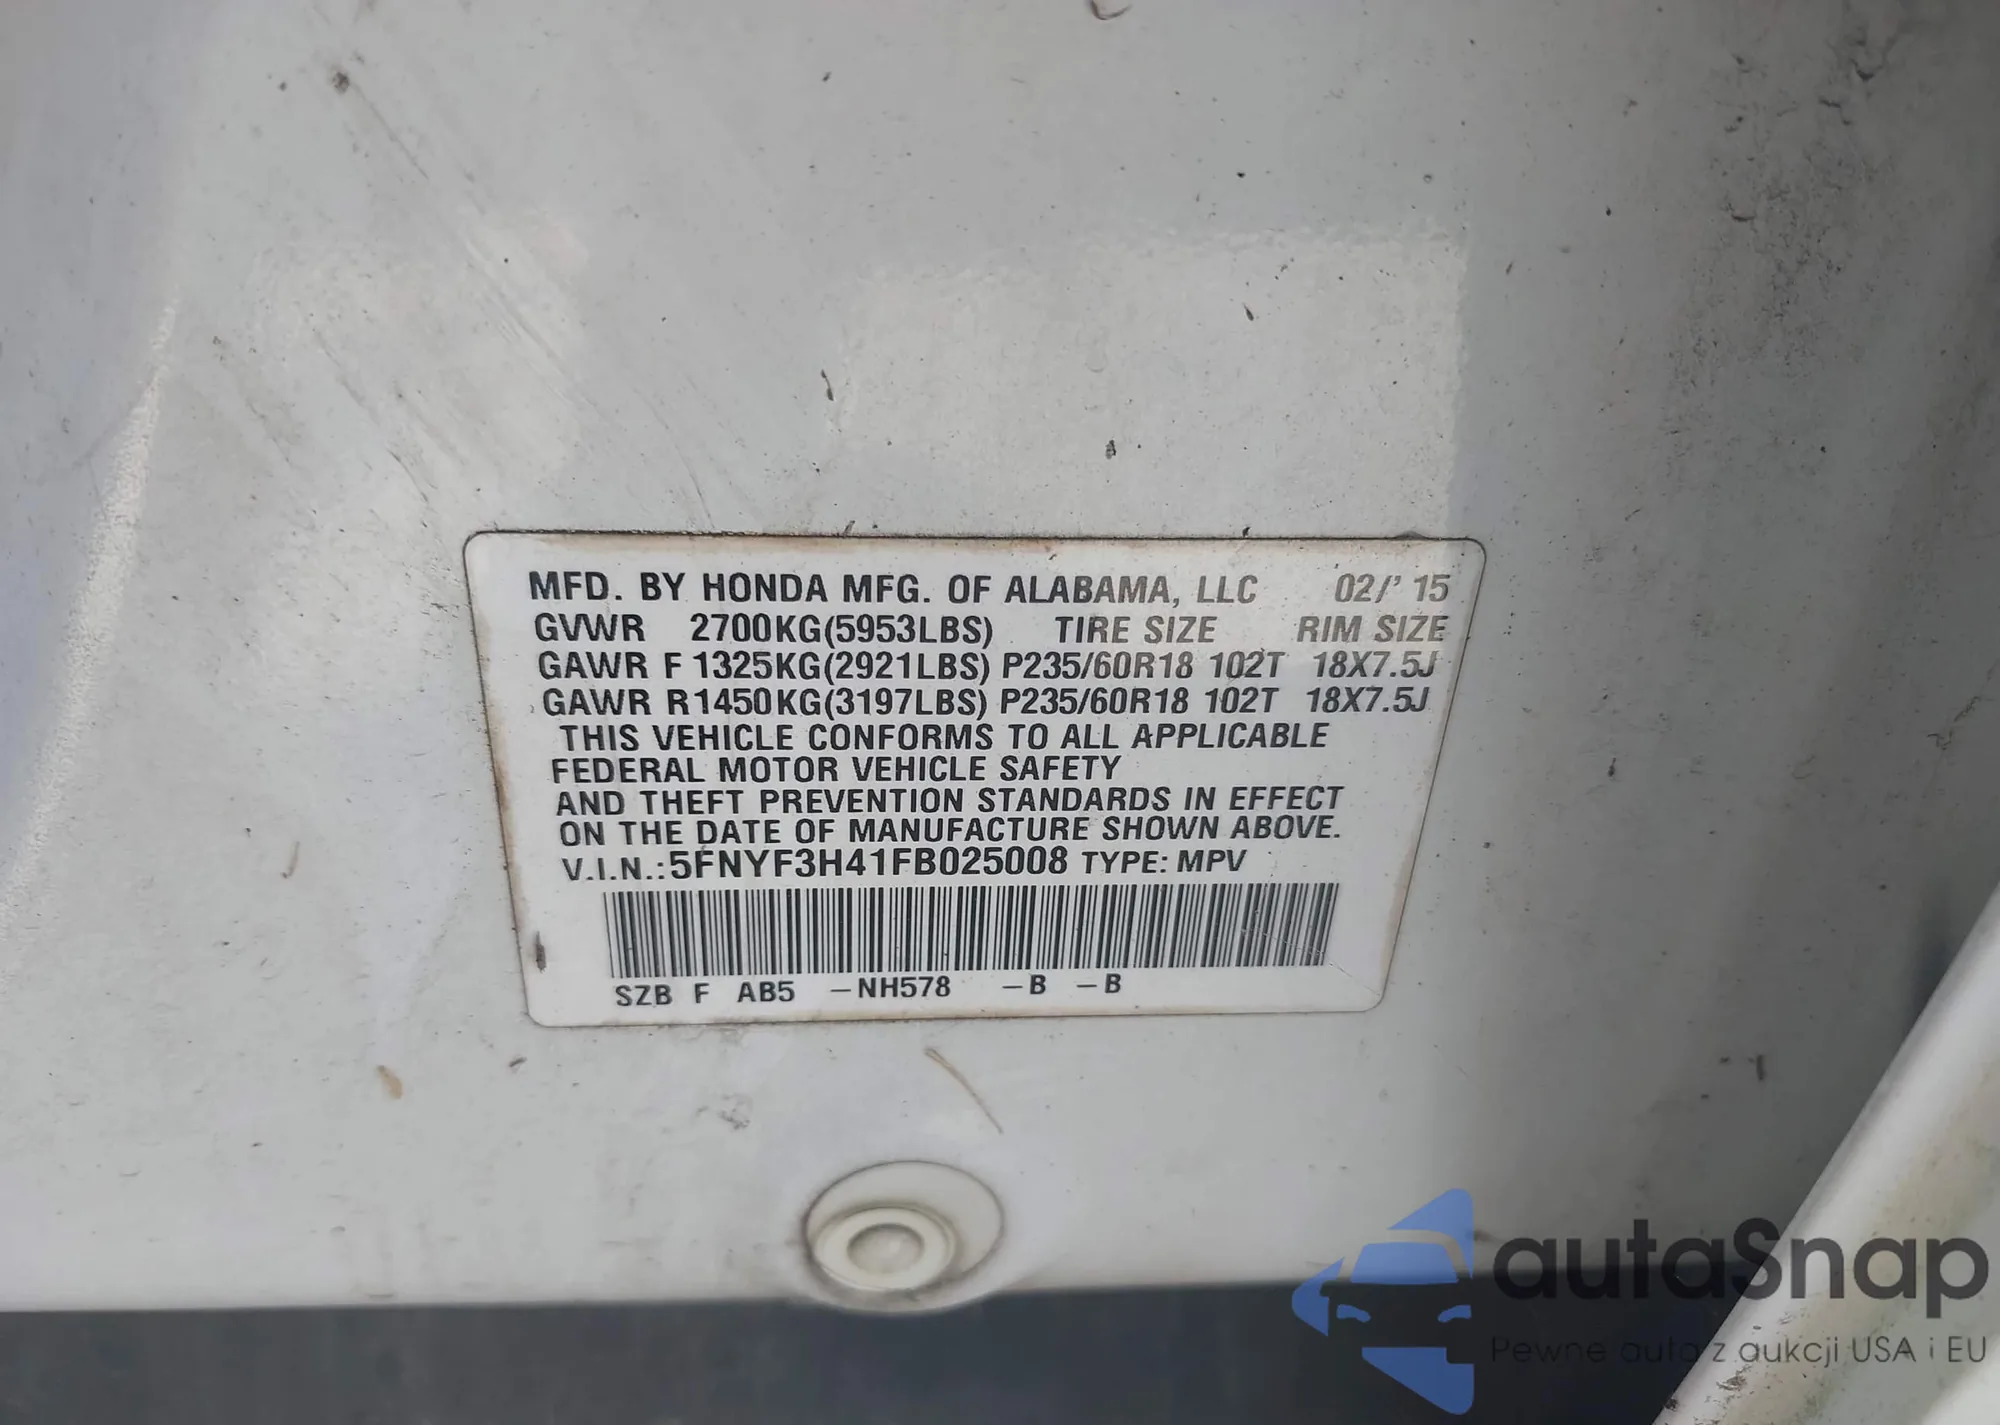 MFD. BY HONDA MFG. OF ALABAMA, LLC 02/' 15
GVWR 2700KG(5953LBS) TIRE SIZE RIM SIZE
GAWR F 1325KG(2921LBS) P235/60R18 102T 18X7.5J
GAWR R1450KG(3197LBS) P235/60R18 102T 18X7.5J
THIS VEHICLE CONFORMS TO ALL APPLICABLE
FEDERAL MOTOR VEHICLE SAFETY
AND THEFT PREVENTION STANDARDS IN EFFECT
ON THE DATE OF MANUFACTURE SHOWN ABOVE.
V.I.N.:5FNYF3H41FB025008 TYPE: MPV
SZB F AB5 –NH578 –B –B
autaSnap
Pewne auta z aukcji USA i EU